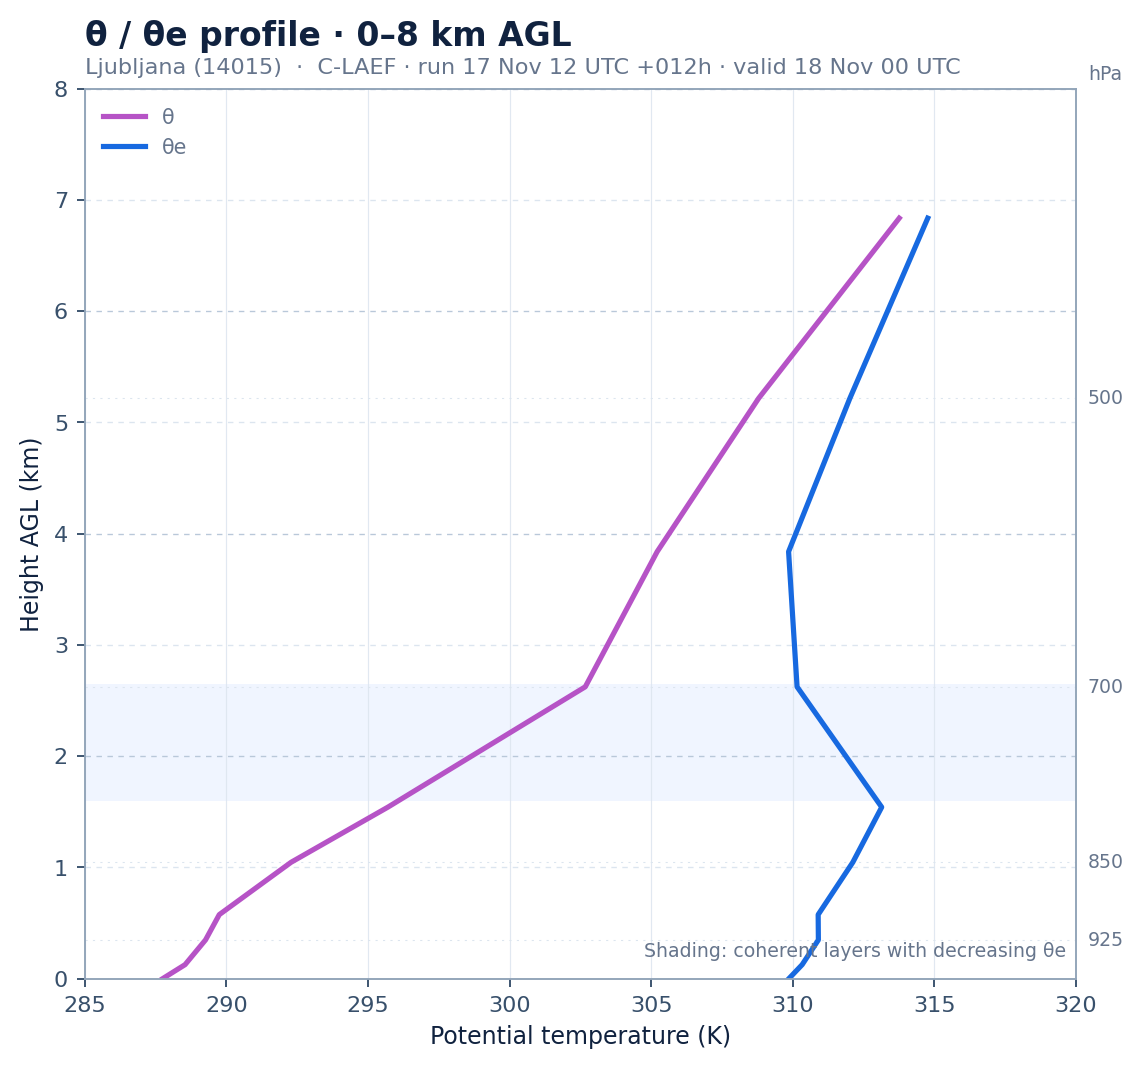 θ / θe profile · 0–8 km AGL
Ljubljana (14015) · C-LAEF · run 17 Nov 12 UTC +012h · valid 18 Nov 00 UTC
hPa
8
θ
θe
7
6
500
5
4
3
700
2
850
1
925
Shading: coherent layers with decreasing θe
0
Height AGL (km)
285 290 295 300 305 310 315 320
Potential temperature (K)